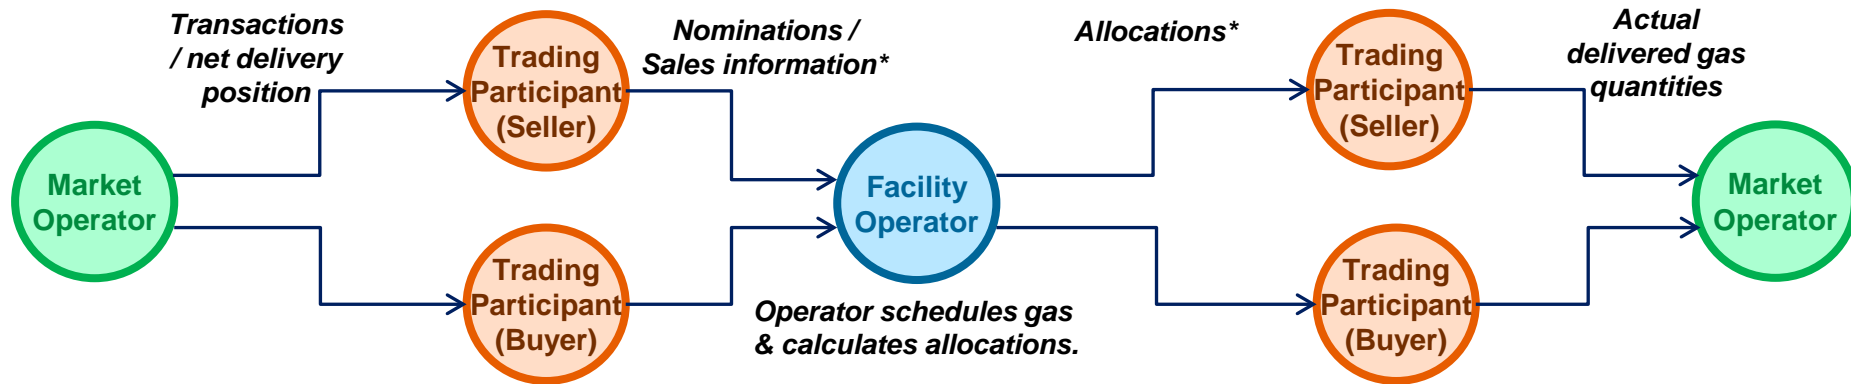 Transactions
/ net delivery
position
Trading
Participant
(Seller)
Nominations /
Sales information*
Allocations*
Trading
Participant
(Seller)
Actual
delivered gas
quantities
Market
Operator
Facility
Operator
Market
Operator
Trading
Participant
(Buyer)
Operator schedules gas
& calculates allocations.
Trading
Participant
(Buyer)